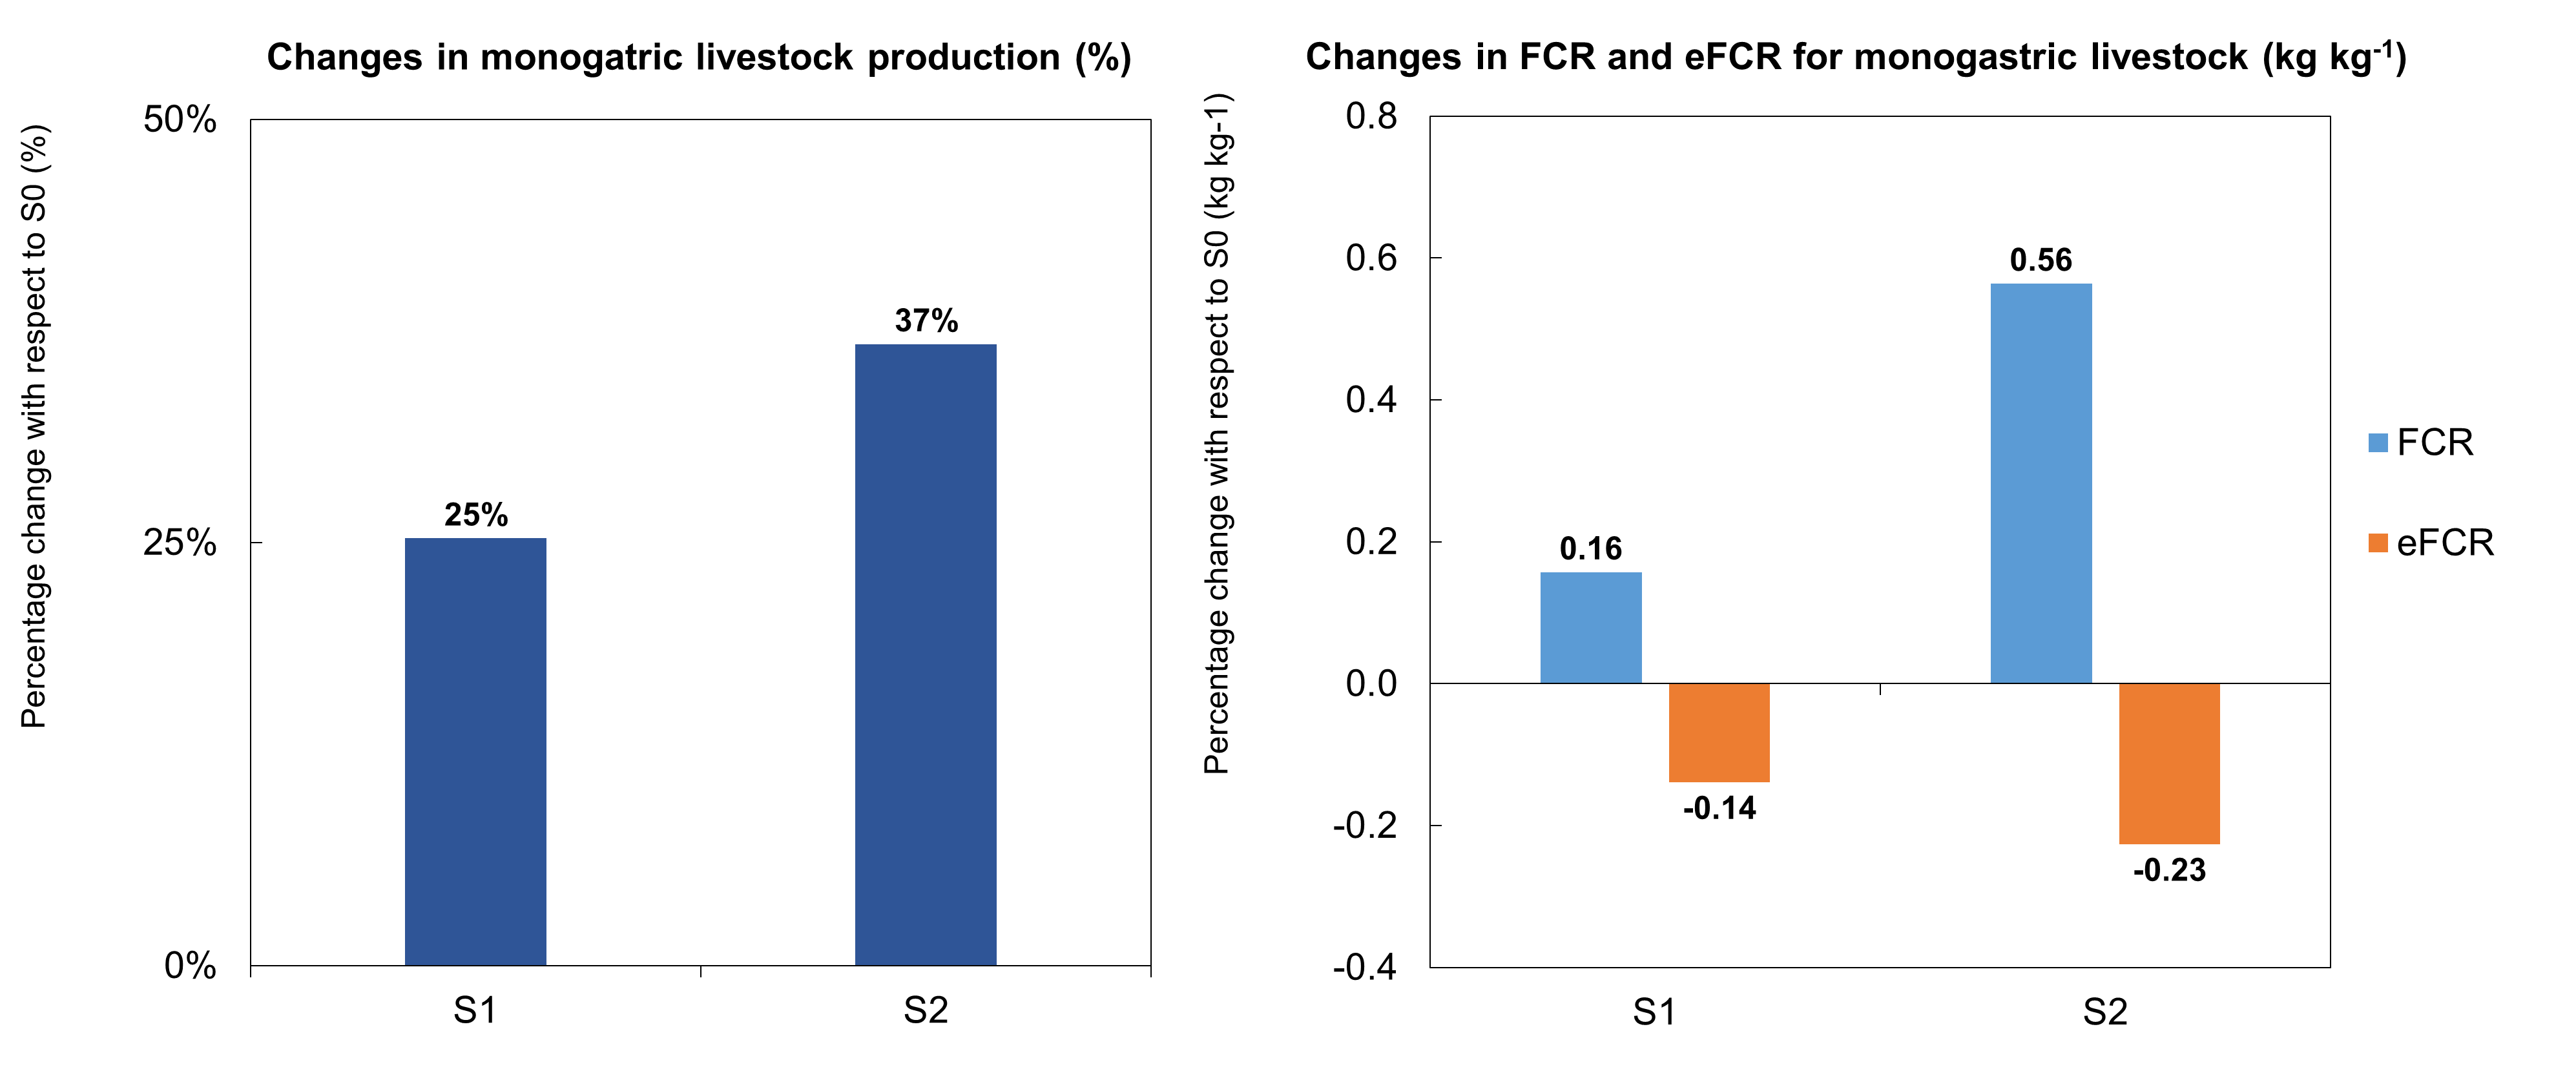 Changes in monogatric livestock production (%)
Percentage change with respect to S0 (%)
50%
25%
0%
25%
37%
S1
S2
Changes in FCR and eFCR for monogastric livestock (kg kg-1)
Percentage change with respect to S0 (kg kg-1)
0.8
0.6
0.4
0.2
0.0
-0.2
-0.4
0.16
-0.14
0.56
-0.23
S1
S2
FCR
eFCR